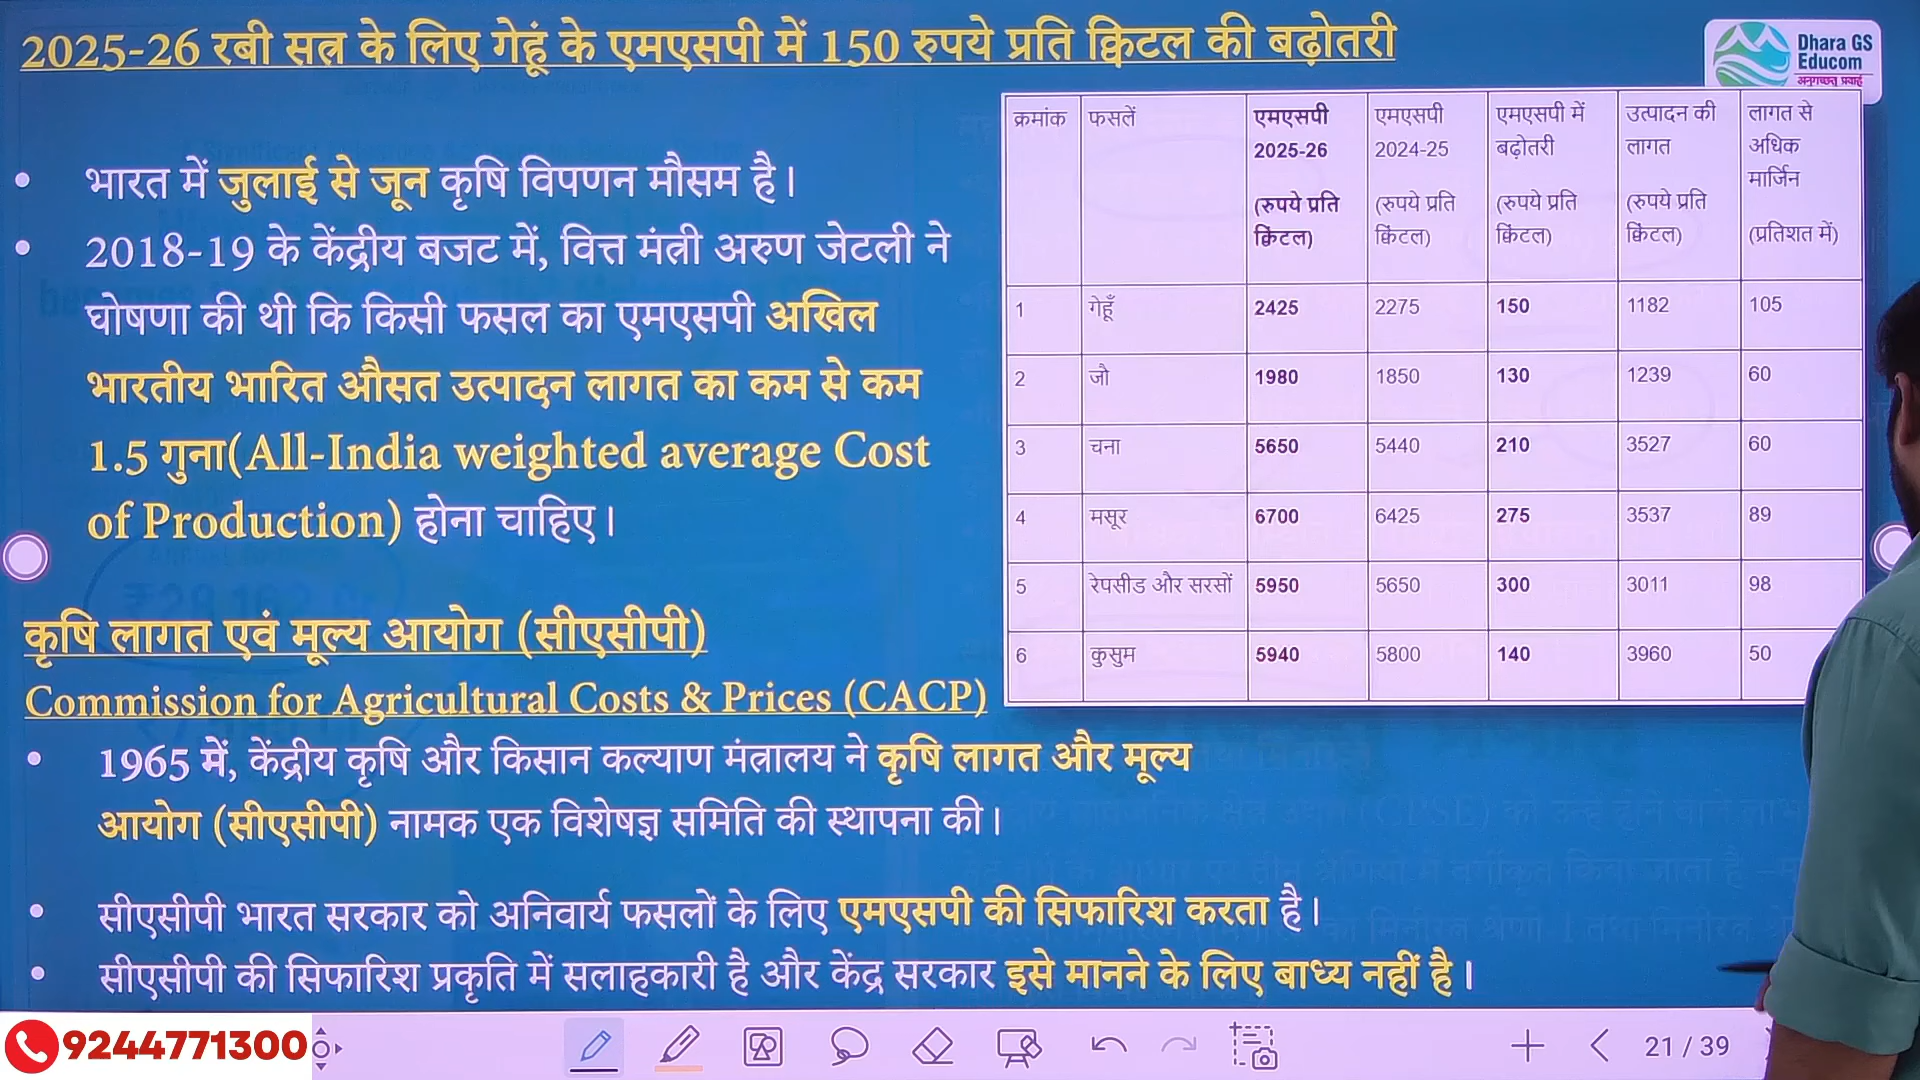 2025-26 रबी सत्र के लिए गेहूं के एमएसपी में 150 रुपये प्रति क्विंटल की बढ़ोतरी
Dhara GS
Educom
अनुगच्छतु प्रवाहं
• भारत में जुलाई से जून कृषि विपणन मौसम है।
• 2018-19 के केंद्रीय बजट में, वित्त मंत्री अरुण जेटली ने
घोषणा की थी कि किसी फसल का एमएसपी अखिल
भारतीय भारित औसत उत्पादन लागत का कम से कम
1.5 गुना(All-India weighted average Cost
of Production) होना चाहिए।
क्रमांक फसलें एमएसपी 2025-26 (रुपये प्रति क्विंटल) एमएसपी 2024-25 (रुपये प्रति क्विंटल) एमएसपी में बढ़ोतरी (रुपये प्रति क्विंटल) उत्पादन की लागत (रुपये प्रति क्विंटल) लागत से अधिक मार्जिन (प्रतिशत में)
1 गेहूँ 2425 2275 150 1182 105
2 जौ 1980 1850 130 1239 60
3 चना 5650 5440 210 3527 60
4 मसूर 6700 6425 275 3537 89
5 रेपसीड और सरसों 5950 5650 300 3011 98
6 कुसुम 5940 5800 140 3960 50
कृषि लागत एवं मूल्य आयोग (सीएसीपी)
Commission for Agricultural Costs & Prices (CACP)
• 1965 में, केंद्रीय कृषि और किसान कल्याण मंत्रालय ने कृषि लागत और मूल्य
आयोग (सीएसीपी) नामक एक विशेषज्ञ समिति की स्थापना की।
• सीएसीपी भारत सरकार को अनिवार्य फसलों के लिए एमएसपी की सिफारिश करता है।
• सीएसीपी की सिफारिश प्रकृति में सलाहकारी है और केंद्र सरकार इसे मानने के लिए बाध्य नहीं है।
9244771300
21 / 39